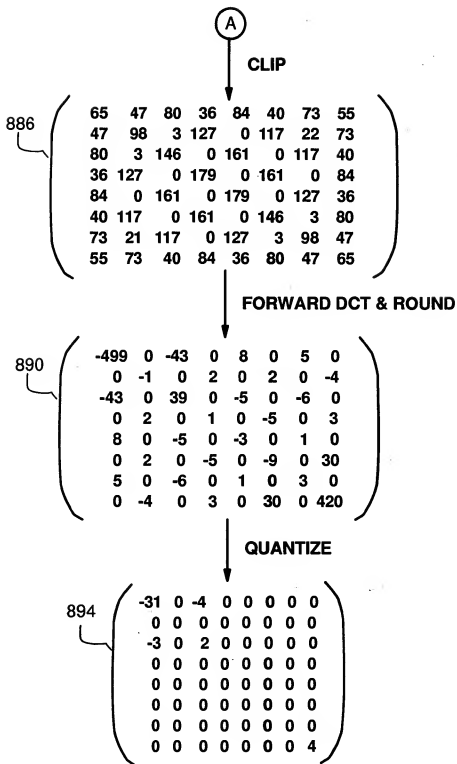 A
CLIP
886
65 47 80 36 84 40 73 55
47 98 3 127 0 117 22 73
80 3 146 0 161 0 117 40
36 127 0 179 0 161 0 84
84 0 161 0 179 0 127 36
40 117 0 161 0 146 3 80
73 21 117 0 127 3 98 47
55 73 40 84 36 80 47 65
FORWARD DCT & ROUND
890
-499 0 -43 0 8 0 5 0
0 -1 0 2 0 2 0 -4
-43 0 39 0 -5 0 -6 0
0 2 0 1 0 -5 0 3
8 0 -5 0 -3 0 1 0
0 2 0 -5 0 -9 0 30
5 0 -6 0 1 0 3 0
0 -4 0 3 0 30 0 420
QUANTIZE
894
-31 0 -4 0 0 0 0 0
0 0 0 0 0 0 0 0
-3 0 2 0 0 0 0 0
0 0 0 0 0 0 0 0
0 0 0 0 0 0 0 0
0 0 0 0 0 0 0 0
0 0 0 0 0 0 0 0
0 0 0 0 0 0 0 4